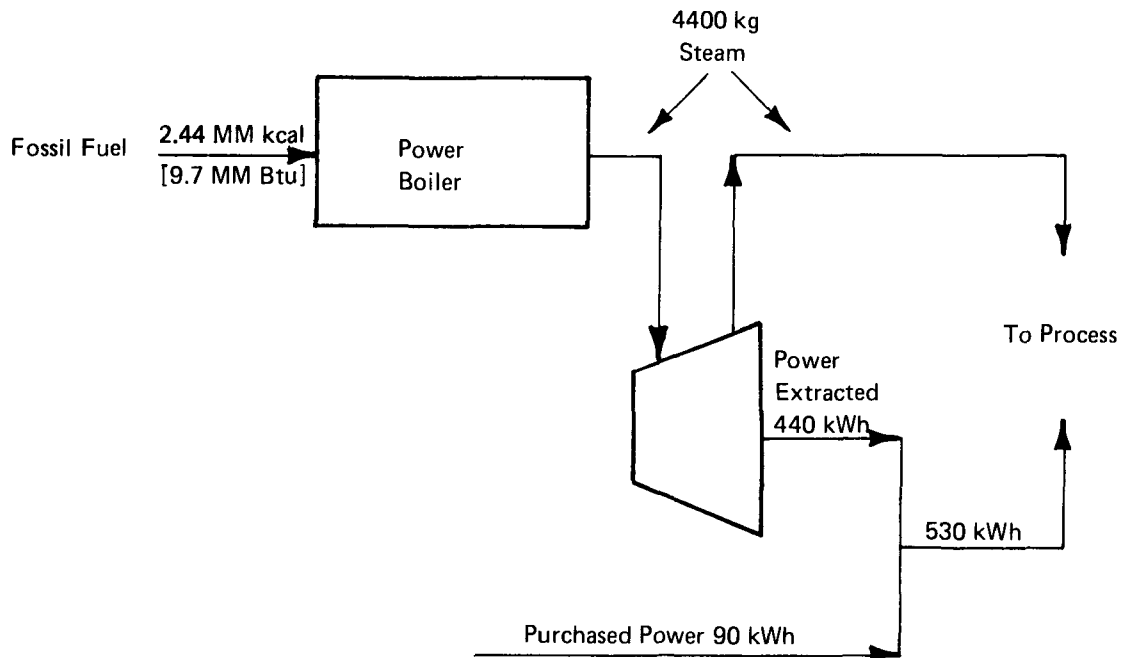 4400 kg
Steam
Fossil Fuel
2.44 MM kcal
[9.7 MM Btu]
Power
Boiler
To Process
Power
Extracted
440 kWh
530 kWh
Purchased Power 90 kWh